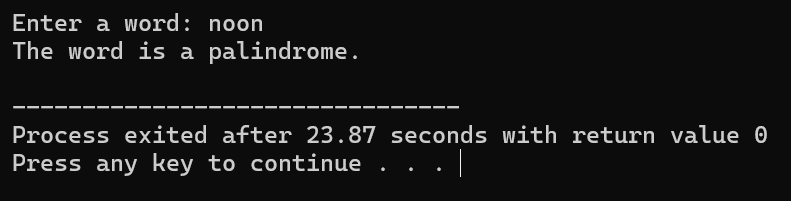 Enter a word: noon
The word is a palindrome.
--------------------------------
Process exited after 23.87 seconds with return value 0
Press any key to continue . . .